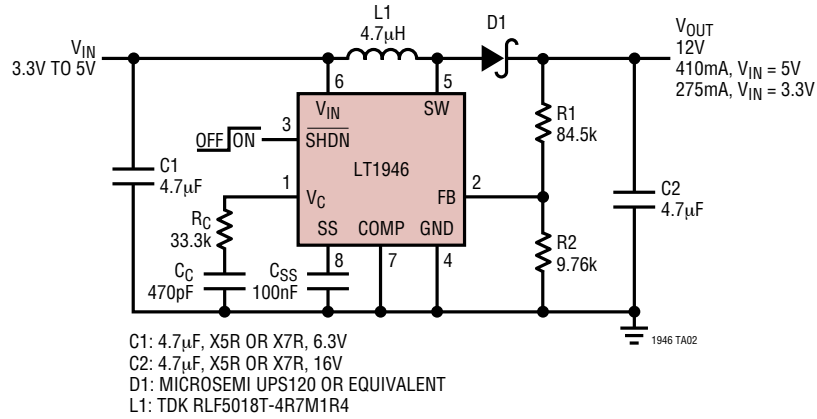 L1
4.7µH
D1
VIN
3.3V TO 5V
VOUT
12V
410mA, VIN = 5V
275mA, VIN = 3.3V
6
5
VIN
SW
3
OFF ON
SHDN
R1
84.5k
C1
4.7µF
LT1946
1
VC
FB
2
C2
4.7µF
RC
33.3k
SS
COMP
GND
R2
9.76k
CC
470pF
CSS
100nF
8
7
4
1946 TA02
C1: 4.7µF, X5R OR X7R, 6.3V
C2: 4.7µF, X5R OR X7R, 16V
D1: MICROSEMI UPS120 OR EQUIVALENT
L1: TDK RLF5018T-4R7M1R4